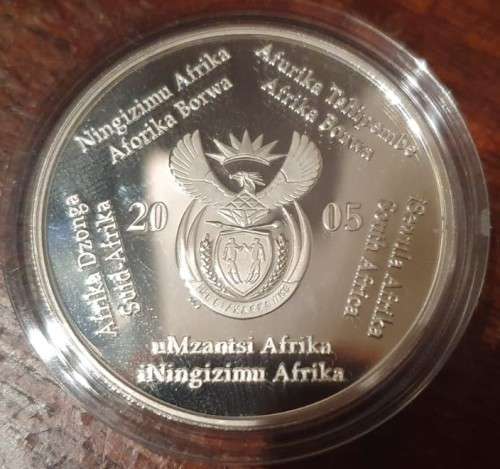 Ningizimu Afrika
Aforika Borwa
Afurika Tshipembe
Afrika Borwa
iSewula Afrika
South Africa
Afrika Dzonga
Suid-Afrika
20 05
uMzantsi Afrika
iNingizimu Afrika